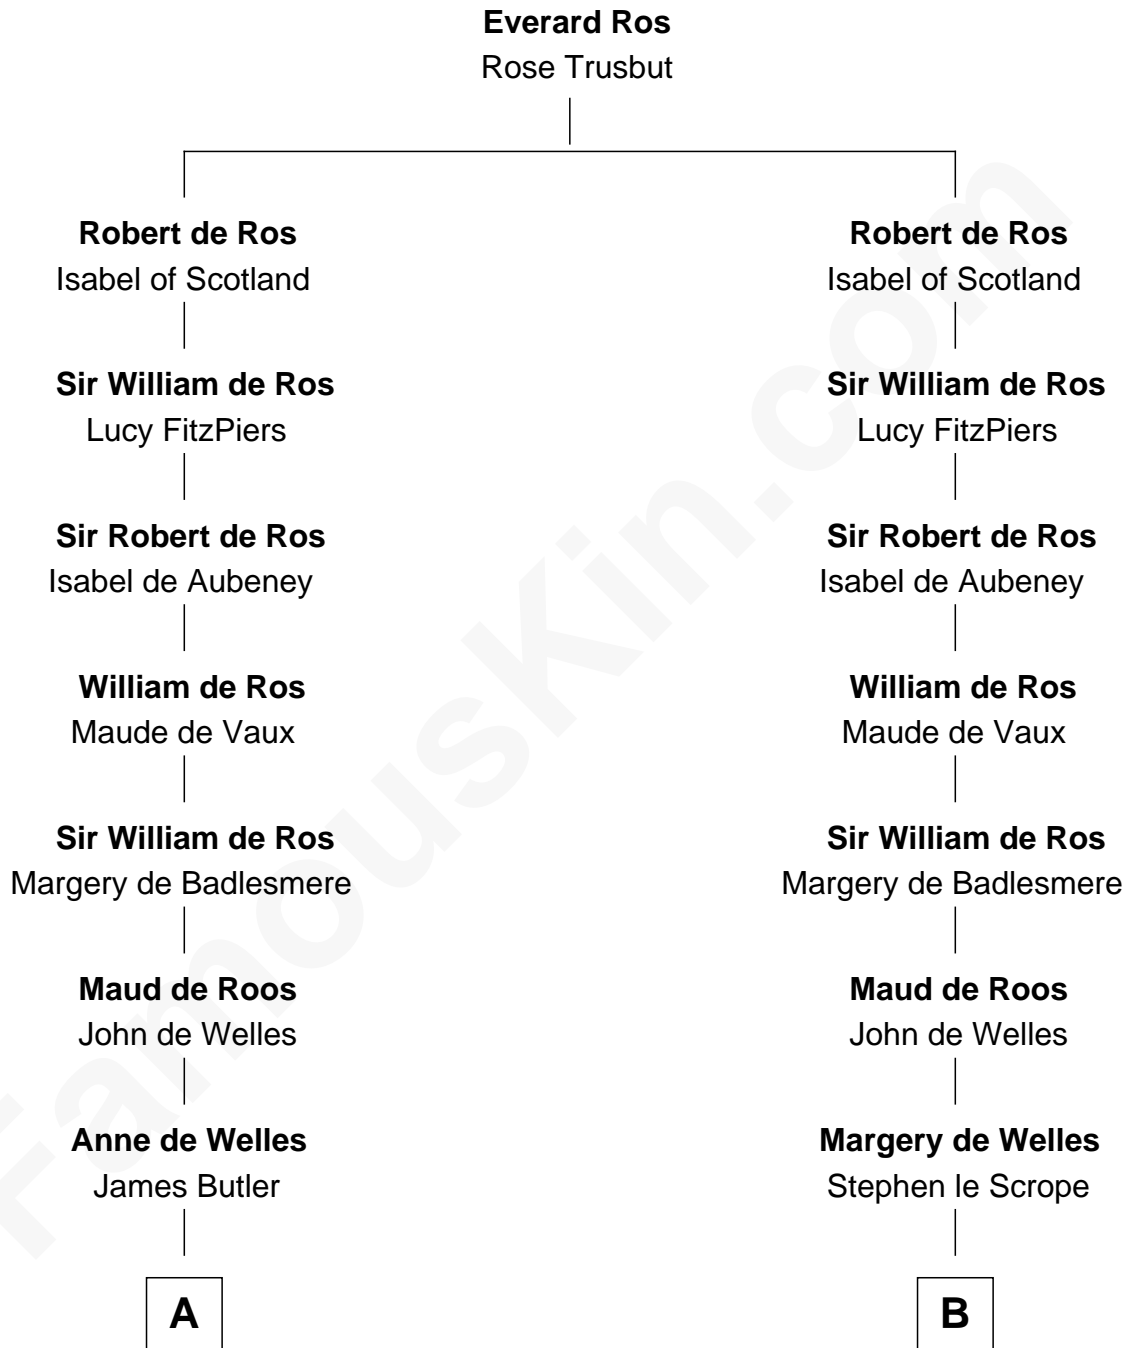 Everard Ros
Rose Trusbut
Robert de Ros
Isabel of Scotland
Robert de Ros
Isabel of Scotland
Sir William de Ros
Lucy FitzPiers
Sir William de Ros
Lucy FitzPiers
Sir Robert de Ros
Isabel de Aubeney
Sir Robert de Ros
Isabel de Aubeney
William de Ros
Maude de Vaux
William de Ros
Maude de Vaux
Sir William de Ros
Margery de Badlesmere
Sir William de Ros
Margery de Badlesmere
Maud de Roos
John de Welles
Maud de Roos
John de Welles
Anne de Welles
James Butler
Margery de Welles
Stephen le Scrope
A
B
FamousKin.com